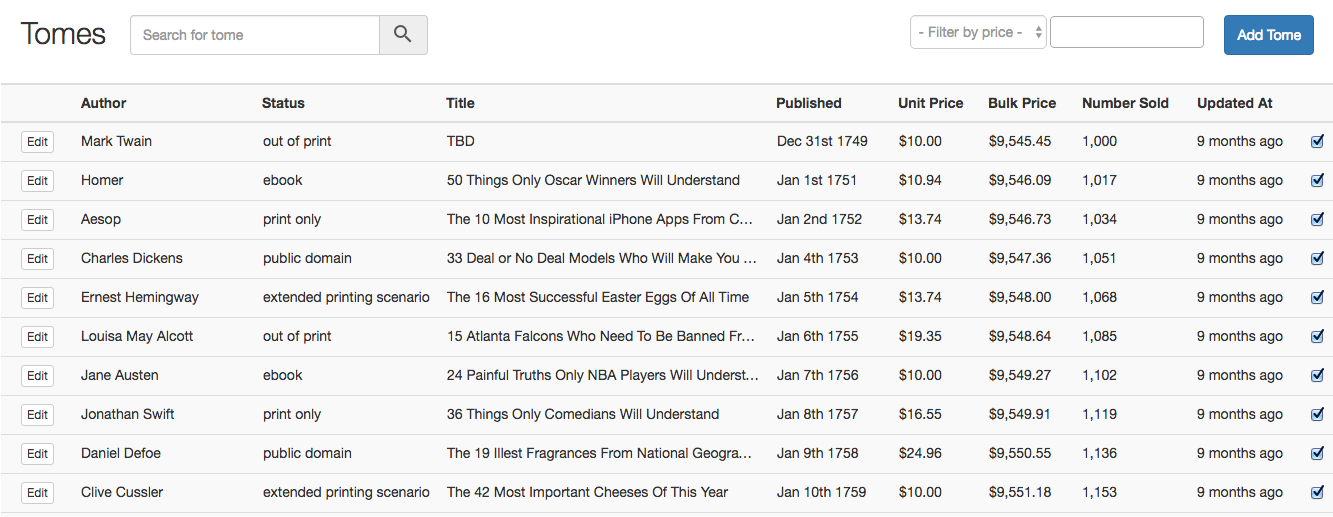 Tomes Search for tome - Filter by price - Add Tome
Author Status Title Published Unit Price Bulk Price Number Sold Updated At
Edit Mark Twain out of print TBD Dec 31st 1749 $10.00 $9,545.45 1,000 9 months ago
Edit Homer ebook 50 Things Only Oscar Winners Will Understand Jan 1st 1751 $10.94 $9,546.09 1,017 9 months ago
Edit Aesop print only The 10 Most Inspirational iPhone Apps From C... Jan 2nd 1752 $13.74 $9,546.73 1,034 9 months ago
Edit Charles Dickens public domain 33 Deal or No Deal Models Who Will Make You ... Jan 4th 1753 $10.00 $9,547.36 1,051 9 months ago
Edit Ernest Hemingway extended printing scenario The 16 Most Successful Easter Eggs Of All Time Jan 5th 1754 $13.74 $9,548.00 1,068 9 months ago
Edit Louisa May Alcott out of print 15 Atlanta Falcons Who Need To Be Banned Fr... Jan 6th 1755 $19.35 $9,548.64 1,085 9 months ago
Edit Jane Austen ebook 24 Painful Truths Only NBA Players Will Underst... Jan 7th 1756 $10.00 $9,549.27 1,102 9 months ago
Edit Jonathan Swift print only 36 Things Only Comedians Will Understand Jan 8th 1757 $16.55 $9,549.91 1,119 9 months ago
Edit Daniel Defoe public domain The 19 Illest Fragrances From National Geogra... Jan 9th 1758 $24.96 $9,550.55 1,136 9 months ago
Edit Clive Cussler extended printing scenario The 42 Most Important Cheeses Of This Year Jan 10th 1759 $10.00 $9,551.18 1,153 9 months ago